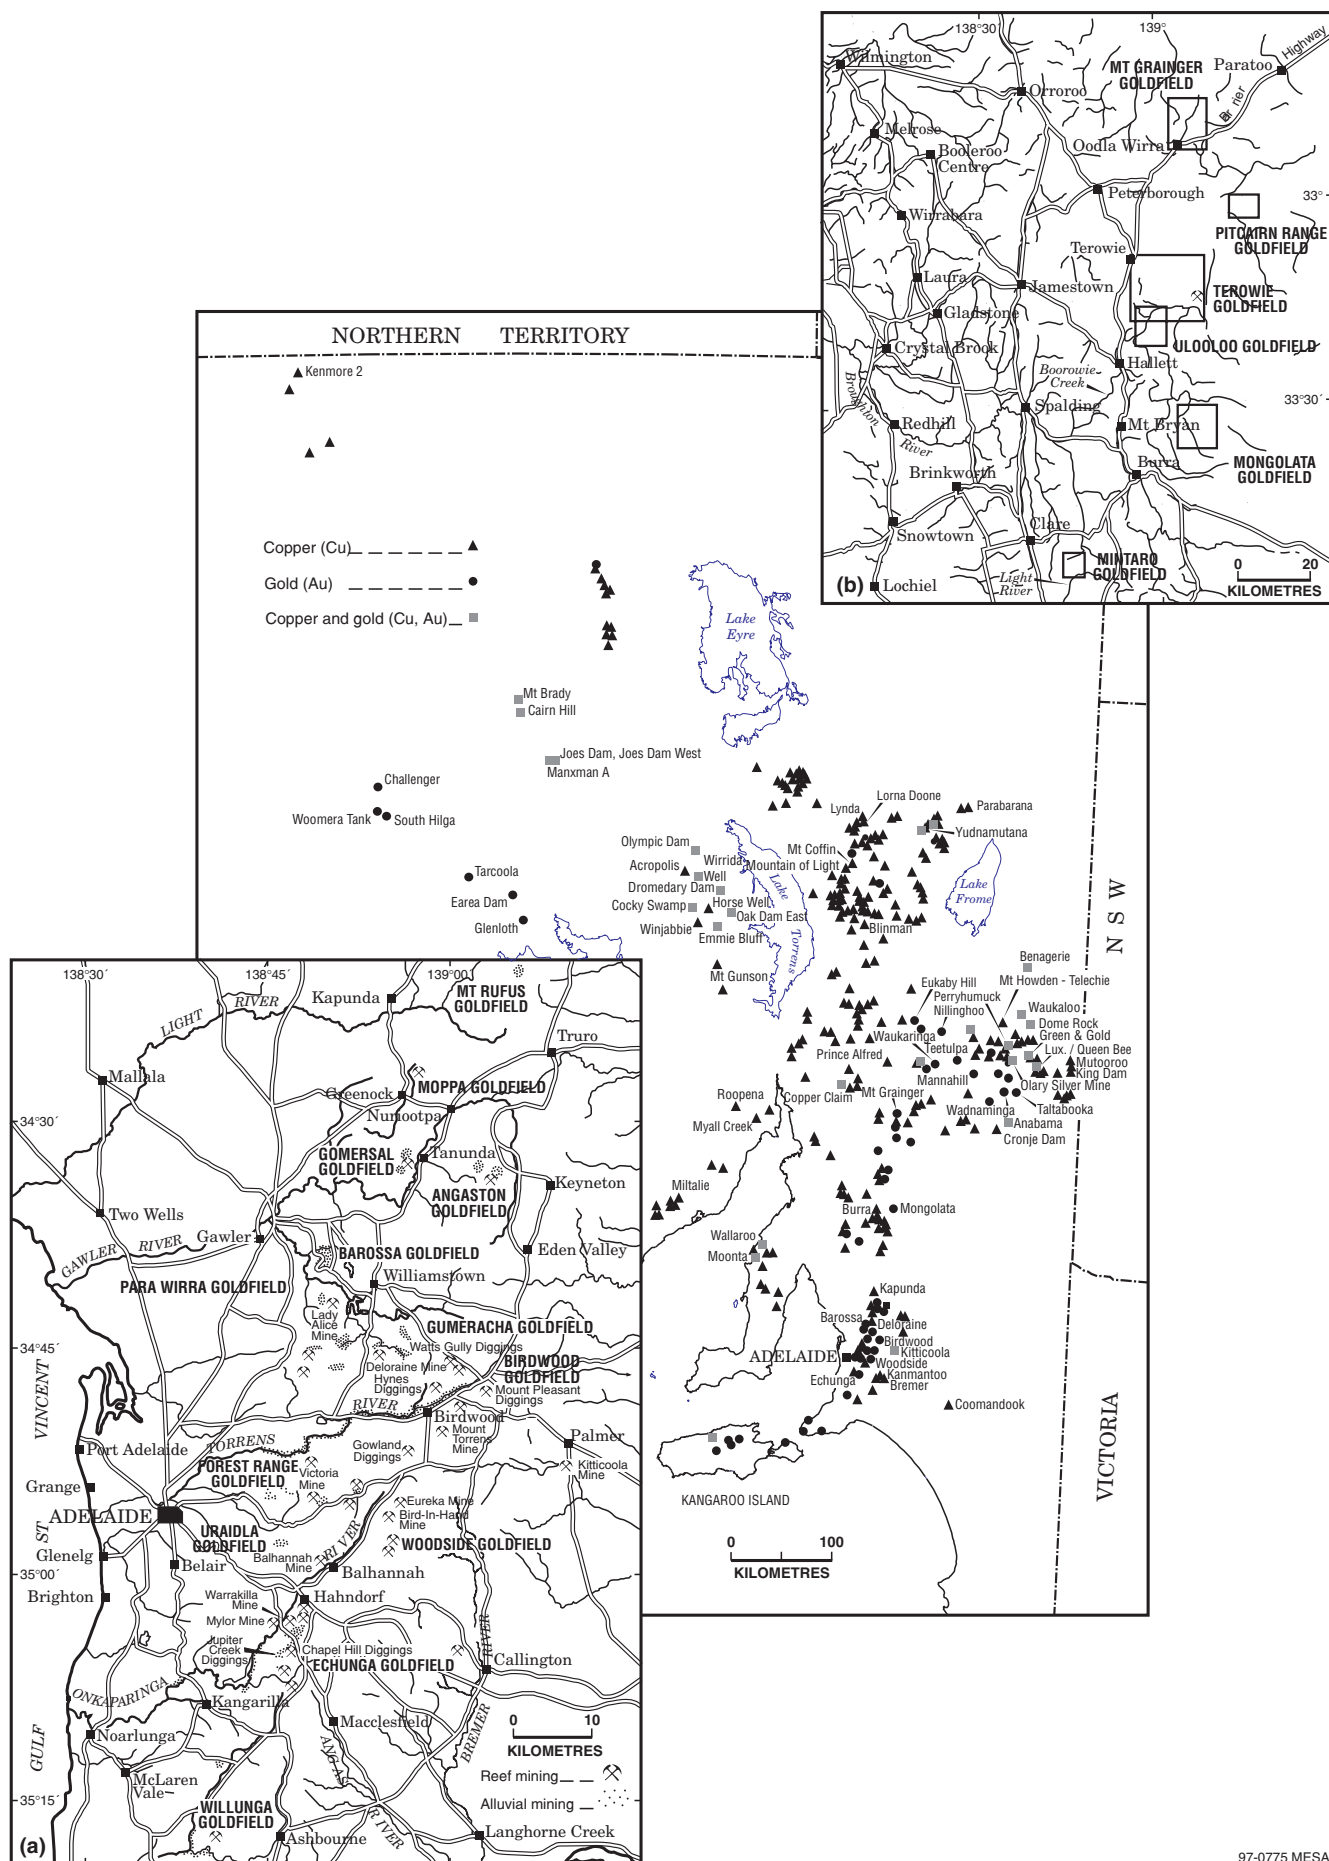 138°30´
139°
Wilmington
MT GRAINGER
GOLDFIELD
Paratoo
Highway
Barrier
Orroroo
Melrose
Booleroo
Centre
Oodla Wirra
Peterborough
33°
Wirrabara
PITCAIRN RANGE
GOLDFIELD
Terowie
Laura
Jamestown
TEROWIE
GOLDFIELD
Gladstone
ULOOLOO GOLDFIELD
Crystal Brook
Hallett
Boorowie
Creek
Broughton
River
Spalding
33°30´
Redhill
Mt Bryan
Burra
MONGOLATA
GOLDFIELD
Brinkworth
Snowtown
Clare
MINTARO
GOLDFIELD
Light
River
Lochiel
0 20
KILOMETRES
(b)
NORTHERN TERRITORY
Kenmore 2
Copper (Cu)
Gold (Au)
Copper and gold (Cu, Au)
Lake
Eyre
Mt Brady
Cairn Hill
Joes Dam, Joes Dam West
Manxman A
Challenger
Woomera Tank
South Hilga
Tarcoola
Earea Dam
Glenloth
Lynda
Lorna Doone
Parabarana
Yudnamutana
Olympic Dam
Mt Coffin
Acropolis
Wirrida
Well
Mountain of Light
Dromedary Dam
Lake
Torrens
Lake
Frome
Cocky Swamp
Horse Well
Oak Dam East
Winjabbie
Emmie Bluff
Blinman
Mt Gunson
N S W
Benagerie
Eukaby Hill
Mt Howden - Telechie
Perryhumuck
Nillinghoo
Waukaloo
Dome Rock
Waukaringa
Green & Gold
Teetulpa
Lux. / Queen Bee
Prince Alfred
Mutooroo
King Dam
Mannahill
Olary Silver Mine
Copper Claim
Mt Grainger
Roopena
Wadnaminga
Taltabooka
Myall Creek
Anabama
Cronje Dam
Miltalie
Burra
Mongolata
Wallaroo
Moonta
Kapunda
Barossa
Deloraine
Birdwood
ADELAIDE
Kitticoola
Woodside
Kanmantoo
Echunga
Bremer
Coomandook
VICTORIA
KANGAROO ISLAND
0 100
KILOMETRES
138°30´
138°45´
139°00´
MT RUFUS
GOLDFIELD
Kapunda
LIGHT
RIVER
Truro
Mallala
MOPPA GOLDFIELD
Greenock
Nuriootpa
34°30´
GOMERSAL
GOLDFIELD
Tanunda
ANGASTON
GOLDFIELD
Keyneton
Two Wells
Gawler
GAWLER
RIVER
BAROSSA GOLDFIELD
Eden Valley
PARA WIRRA GOLDFIELD
Williamstown
Lady
Alice
Mine
GUMERACHA GOLDFIELD
34°45´
Watts Gully Diggings
BIRDWOOD
GOLDFIELD
Deloraine Mine
Hynes
Diggings
Mount Pleasant
Diggings
ST
VINCENT
GULF
RIVER
Birdwood
TORRENS
Port Adelaide
Gowland
Diggings
Mount
Torrens
Mine
Palmer
FOREST RANGE
GOLDFIELD
Victoria
Mine
Kitticoola
Mine
Grange
ADELAIDE
Eureka Mine
Bird-In-Hand
Mine
URAIDLA
GOLDFIELD
RIVER
WOODSIDE GOLDFIELD
Glenelg
Balhannah
Mine
Belair
Balhannah
35°00´
Brighton
Warrakilla
Mine
Hahndorf
Mylor Mine
Jupiter
Creek
Diggings
Chapel Hill Diggings
ECHUNGA GOLDFIELD
RIVER
Callington
ONKAPARINGA
Kangarilla
Noarlunga
Macclesfield
BREMER
ANGAS
RIVER
0 10
KILOMETRES
Reef mining
McLaren
Vale
Alluvial mining
35°15´
WILLUNGA
GOLDFIELD
Ashbourne
Langhorne Creek
(a)
97-0775 MESA